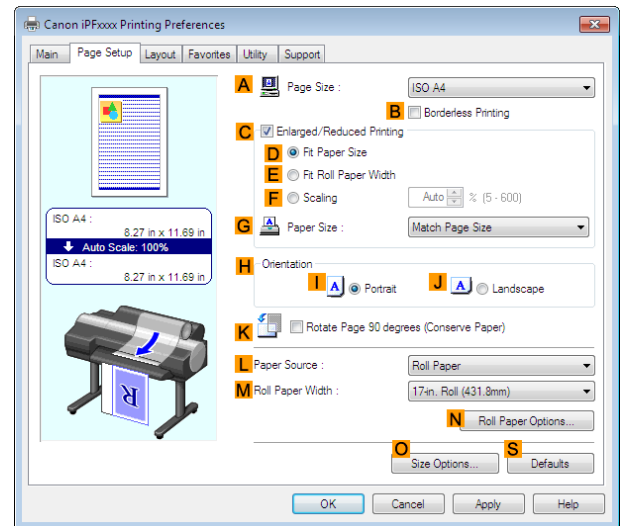 Canon iPFxxxx Printing Preferences
Main Page Setup Layout Favorites Utility Support
A Page Size : ISO A4
B Borderless Printing
C Enlarged/Reduced Printing
D Fit Paper Size
E Fit Roll Paper Width
F Scaling Auto % (5 - 600)
G Paper Size : Match Page Size
ISO A4 :
8.27 in x 11.69 in
Auto Scale: 100%
ISO A4 :
8.27 in x 11.69 in
H Orientation
I A Portrait J A Landscape
K Rotate Page 90 degrees (Conserve Paper)
L Paper Source : Roll Paper
M Roll Paper Width : 17-in. Roll (431.8mm)
R
N Roll Paper Options...
O Size Options... S Defaults
OK Cancel Apply Help